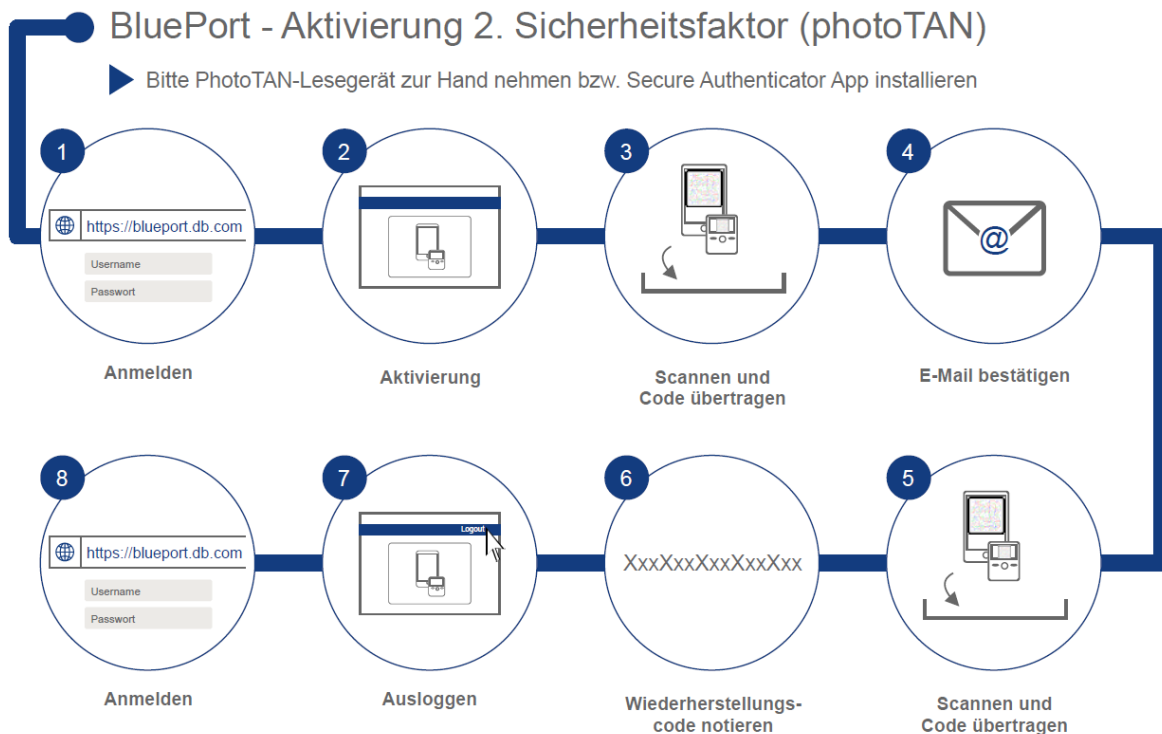 BluePort - Aktivierung 2. Sicherheitsfaktor (photoTAN)
Bitte PhotoTAN-Lesegerät zur Hand nehmen bzw. Secure Authenticator App installieren
1
https://blueport.db.com
Username
Passwort
Anmelden
2
Aktivierung
3
Scannen und
Code übertragen
4
@
E-Mail bestätigen
5
Scannen und
Code übertragen
6
XxxXxxXxxXxxXxx
Wiederherstellungs-
code notieren
7
Logout
Ausloggen
8
https://blueport.db.com
Username
Passwort
Anmelden